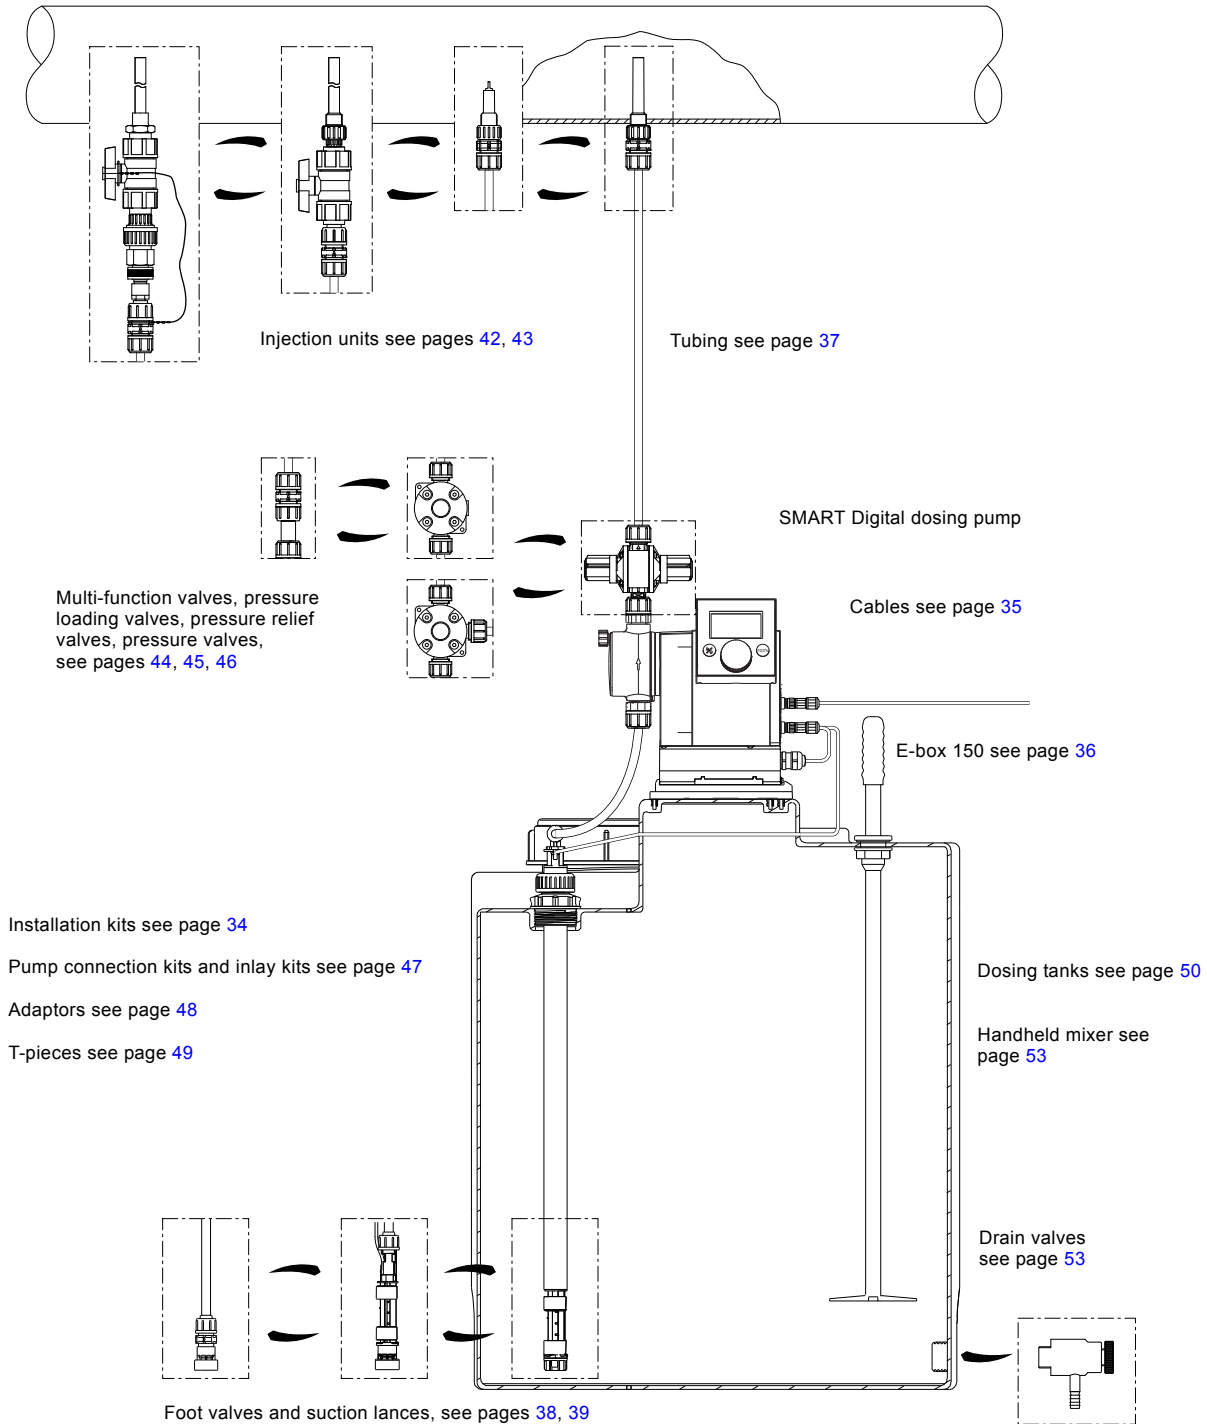 Injection units see pages 42, 43
Tubing see page 37
SMART Digital dosing pump
Multi-function valves, pressure
loading valves, pressure relief
valves, pressure valves,
see pages 44, 45, 46
Cables see page 35
E-box 150 see page 36
Installation kits see page 34
Pump connection kits and inlay kits see page 47
Adaptors see page 48
T-pieces see page 49
Dosing tanks see page 50
Handheld mixer see
page 53
Drain valves
see page 53
Foot valves and suction lances, see pages 38, 39